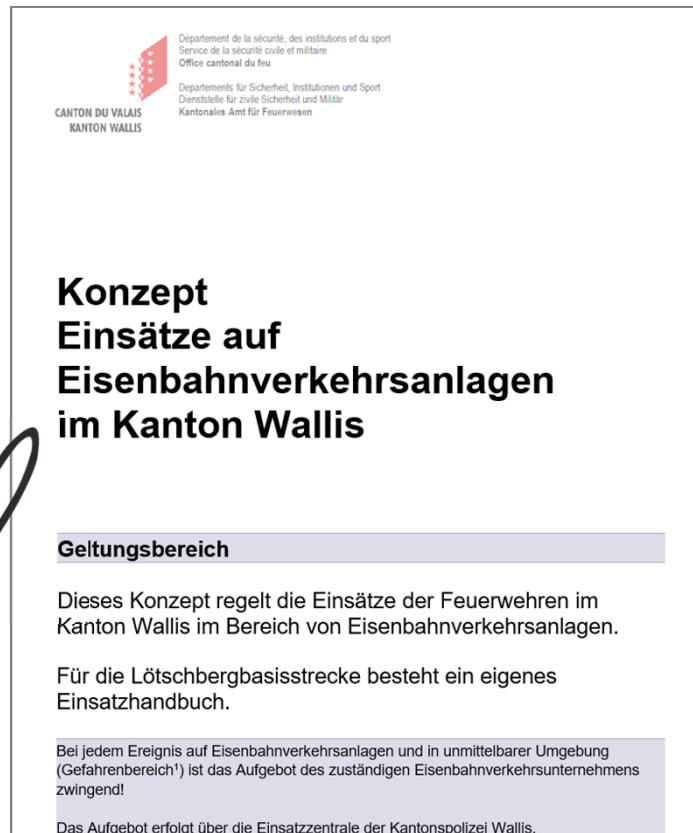 Département de la sécurité, des institutions et du sport
Service de la sécurité civile et militaire
Office cantonal du feu
Departements für Sicherheit, Institutionen und Sport
Dienststelle für zivile Sicherheit und Militär
Kantonales Amt für Feuerwesen
CANTON DU VALAIS
KANTON WALLIS
Konzept
Einsätze auf
Eisenbahnverkehrsanlagen
im Kanton Wallis
Geltungsbereich
Dieses Konzept regelt die Einsätze der Feuerwehren im
Kanton Wallis im Bereich von Eisenbahnverkehrsanlagen.
Für die Lötschbergbasisstrecke besteht ein eigenes
Einsatzhandbuch.
Bei jedem Ereignis auf Eisenbahnverkehrsanlagen und in unmittelbarer Umgebung
(Gefahrenbereich¹) ist das Aufgebot des zuständigen Eisenbahnverkehrsunternehmens
zwingend!
Das Aufgebot erfolgt über die Einsatzzentrale der Kantonspolizei Wallis.